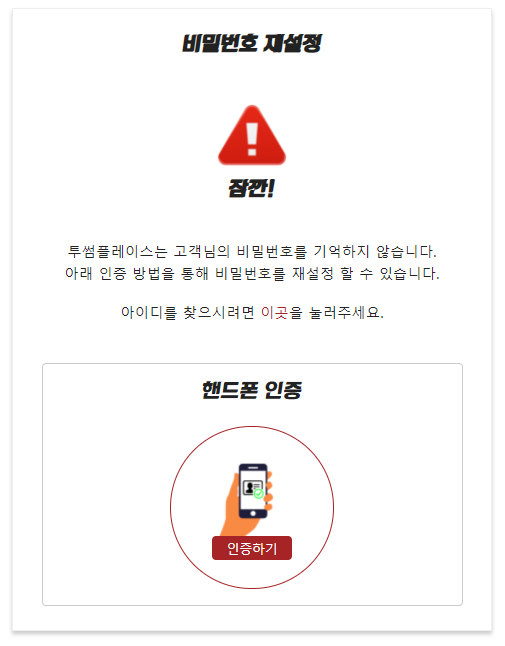 비밀번호 재설정
잠깐!
투썸플레이스는 고객님의 비밀번호를 기억하지 않습니다.
아래 인증 방법을 통해 비밀번호를 재설정 할 수 있습니다.
아이디를 찾으시려면 이곳을 눌러주세요.
핸드폰 인증
인증하기